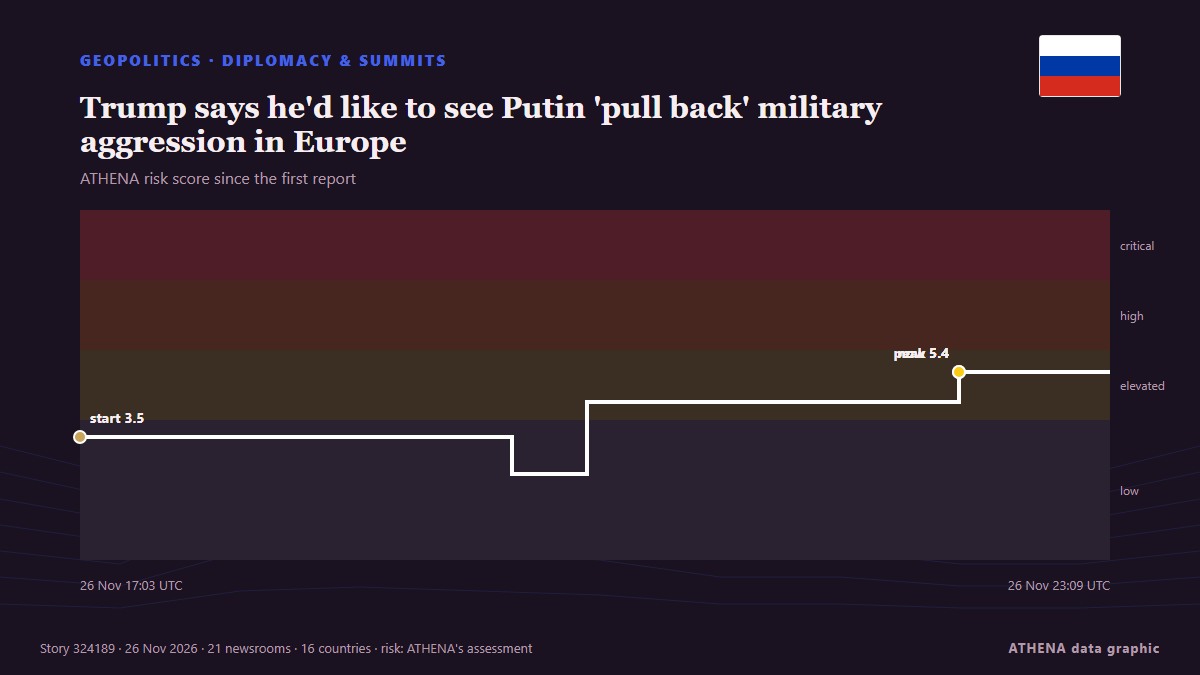 GEOPOLITICS · DIPLOMACY & SUMMITS
Trump says he'd like to see Putin 'pull back' military
aggression in Europe
ATHENA risk score since the first report
critical
high
5.4
elevated
start 3.5
low
26 Nov 17:03 UTC
26 Nov 23:09 UTC
Story 324189 · 26 Nov 2026 · 21 newsrooms · 16 countries · risk: ATHENA's assessment
ATHENA data graphic